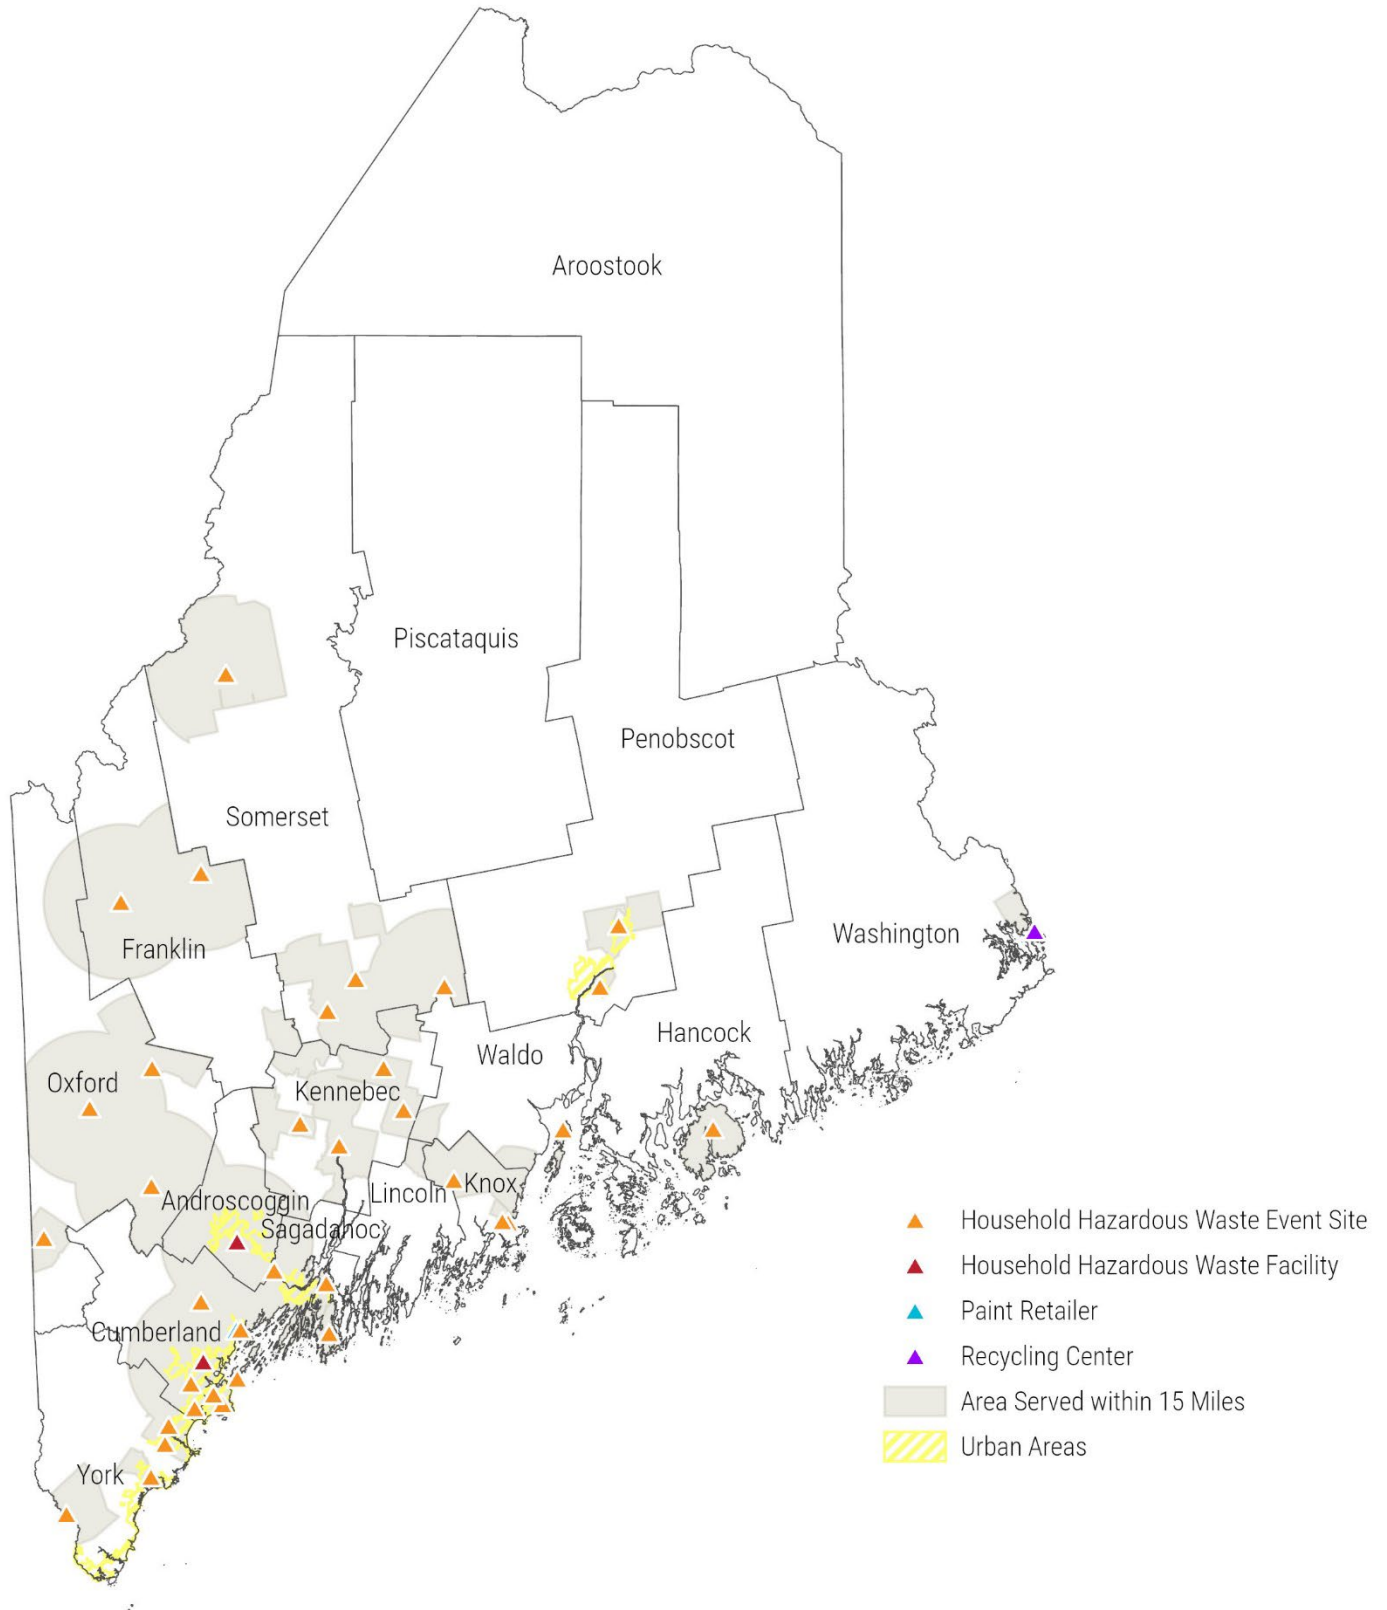 Aroostook
Piscataquis
Penobscot
Somerset
Washington
Franklin
Hancock
Waldo
Oxford
Kennebec
Knox
Lincoln
Androscoggin
Sagadahoc
Cumberland
York
Household Hazardous Waste Event Site
Household Hazardous Waste Facility
Paint Retailer
Recycling Center
Area Served within 15 Miles
Urban Areas